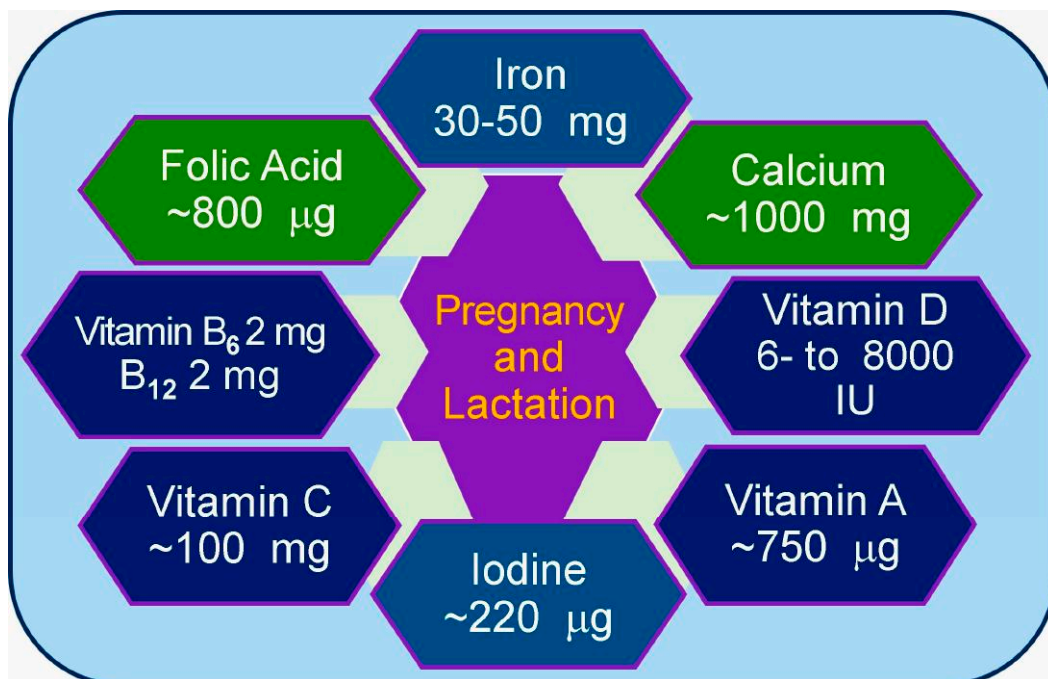 Iron
30-50 mg
Folic Acid
~800 μg
Calcium
~1000 mg
Vitamin B₆ 2 mg
B₁₂ 2 mg
Pregnancy
and
Lactation
Vitamin D
6- to 8000
IU
Vitamin C
~100 mg
Vitamin A
~750 μg
Iodine
~220 μg